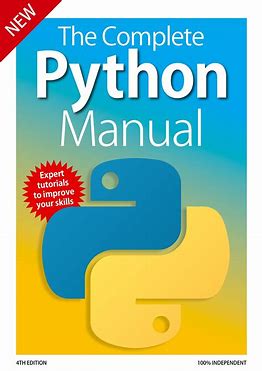 NEW
The Complete
Python
Manual
Expert
tutorials
to improve
your skills
4TH EDITION
100% INDEPENDENT